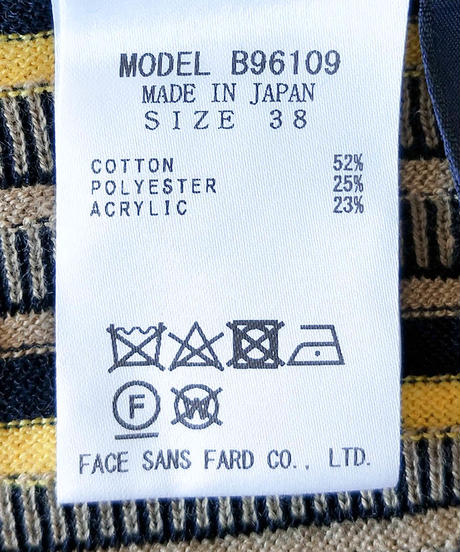 MODEL B96109
MADE IN JAPAN
SIZE 38
COTTON 52%
POLYESTER 25%
ACRYLIC 23%
F W
FACE SANS FARD CO., LTD.